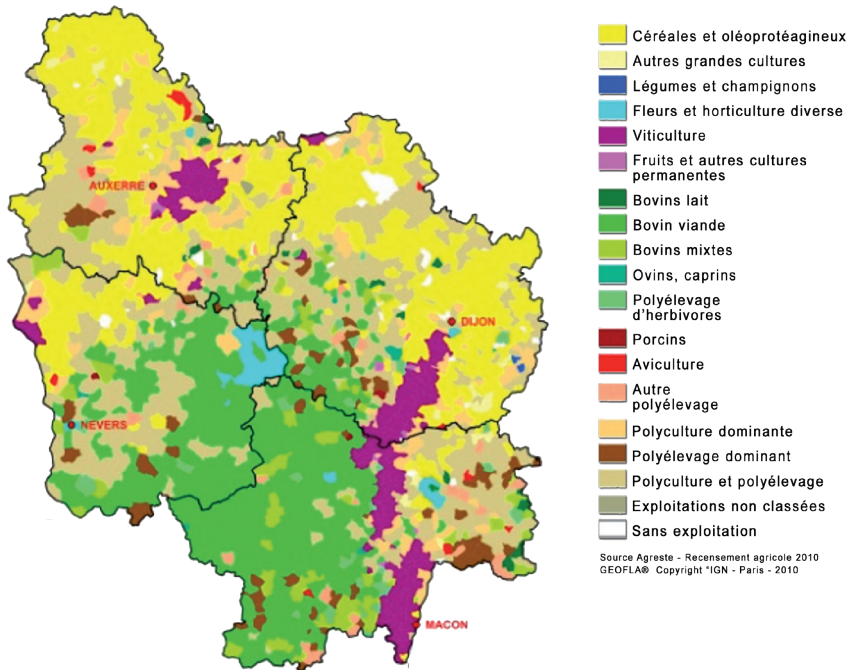 Céréales et oléoprotéagineux
Autres grandes cultures
Légumes et champignons
Fleurs et horticulture diverse
Viticulture
Fruits et autres cultures
permanentes
Bovins lait
Bovin viande
Bovins mixtes
Ovins, caprins
Polyélevage
d'herbivores
Porcins
Aviculture
Autre
polyélevage
Polyculture dominante
Polyélevage dominant
Polyculture et polyélevage
Exploitations non classées
Sans exploitation
Source Agreste - Recensement agricole 2010
GEOFLA® Copyright °IGN - Paris - 2010
AUXERRE
DIJON
NEVERS
MACON